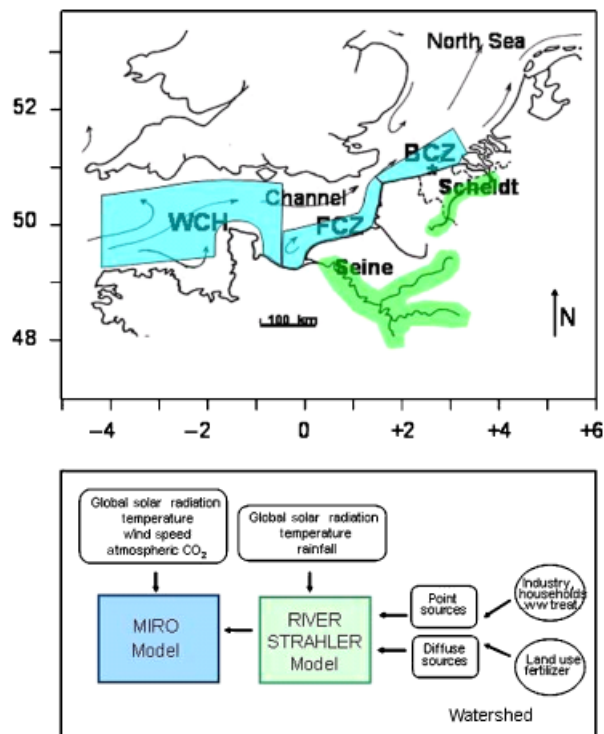 North Sea
52
BCZ
Scheldt
Channel
WCH
50
FCZ
Seine
100 km
N
48
-4 -2 0 +2 +4
Global solar radiation
temperature
wind speed
atmospheric CO2
Global solar radiation
temperature
rainfall
MIRO
Model
RIVER
STRAHLER
Model
Point
sources
Diffuse
sources
Industry
households
ww treat.
Land use
fertilizer
Watershed